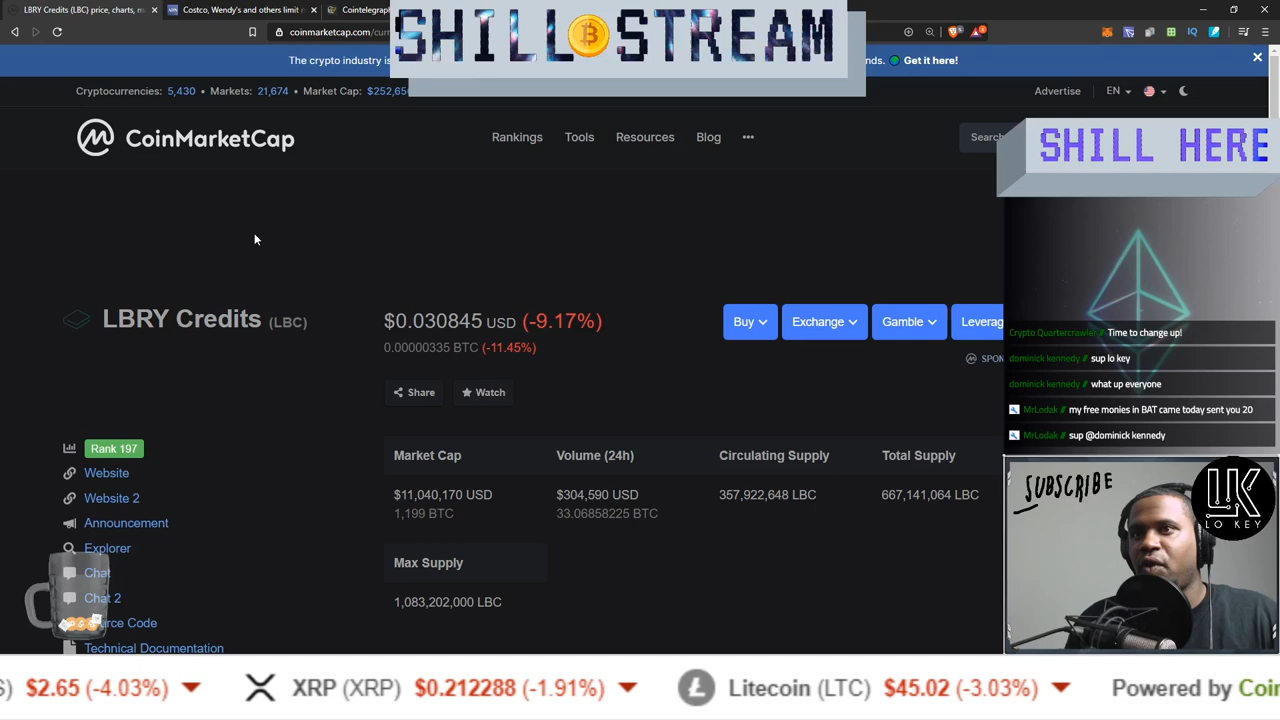 LBRY Credits (LBC) price, charts, m
Costco, Wendy's and others limit
Cointelegra
SHILL STREAM
coinmarketcap.com/curr
The crypto industry is
nds. Get it here!
Cryptocurrencies: 5,430 • Markets: 21,674 • Market Cap: $252,65
Advertise EN
CoinMarketCap
Rankings Tools Resources Blog
Search
SHILL HERE
LBRY Credits (LBC)
$0.030845 USD (-9.17%)
0.00000335 BTC (-11.45%)
Buy Exchange Gamble Leverag
SPON
Share Watch
Crypto Quartercrawler // Time to change up!
dominick kennedy // sup lo key
dominick kennedy // what up everyone
MrLodak // my free monies in BAT came today sent you 20
MrLodak // sup @dominick kennedy
Rank 197
Website
Website 2
Announcement
Explorer
Chat
Chat 2
urce Code
Technical Documentation
Market Cap Volume (24h) Circulating Supply Total Supply
$11,040,170 USD $304,590 USD 357,922,648 LBC 667,141,064 LBC
1,199 BTC 33.06858225 BTC
Max Supply
1,083,202,000 LBC
SUBSCRIBE
LK
LO KEY
S) $2.65 (-4.03%) XRP (XRP) $0.212288 (-1.91%) Litecoin (LTC) $45.02 (-3.03%) Powered by Coi